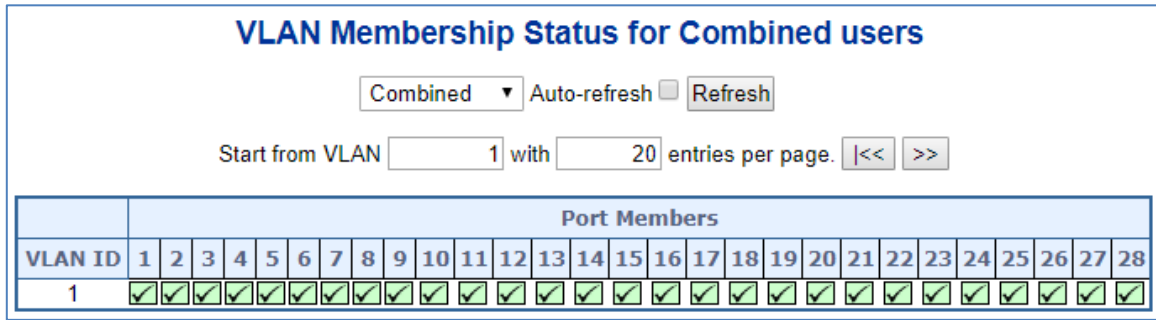 VLAN Membership Status for Combined users
Combined Auto-refresh Refresh
Start from VLAN 1 with 20 entries per page. |<< >>
Port Members
VLAN ID 1 2 3 4 5 6 7 8 9 10 11 12 13 14 15 16 17 18 19 20 21 22 23 24 25 26 27 28
1